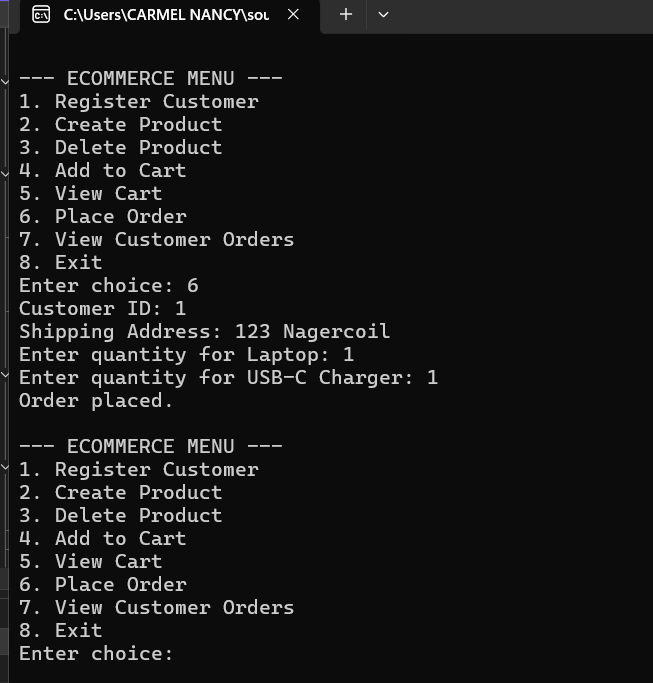 C:\Users\CARMEL NANCY\sou
--- ECOMMERCE MENU ---
1. Register Customer
2. Create Product
3. Delete Product
4. Add to Cart
5. View Cart
6. Place Order
7. View Customer Orders
8. Exit
Enter choice: 6
Customer ID: 1
Shipping Address: 123 Nagercoil
Enter quantity for Laptop: 1
Enter quantity for USB-C Charger: 1
Order placed.
--- ECOMMERCE MENU ---
1. Register Customer
2. Create Product
3. Delete Product
4. Add to Cart
5. View Cart
6. Place Order
7. View Customer Orders
8. Exit
Enter choice: